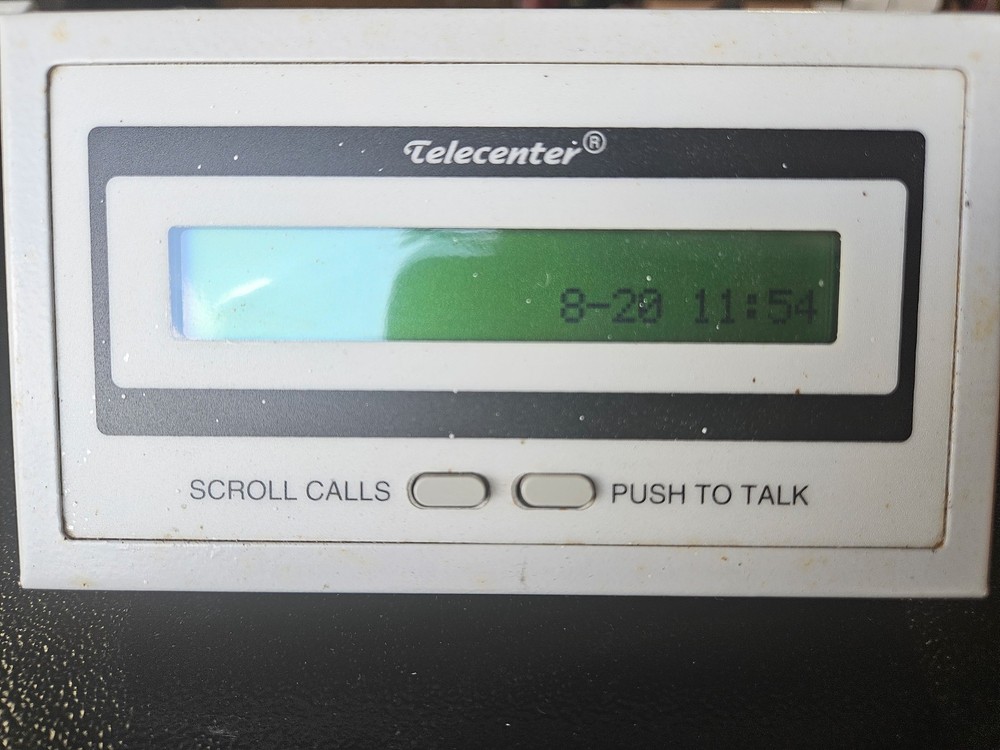 Telecenter®
8-20 11:54
SCROLL CALLS
PUSH TO TALK